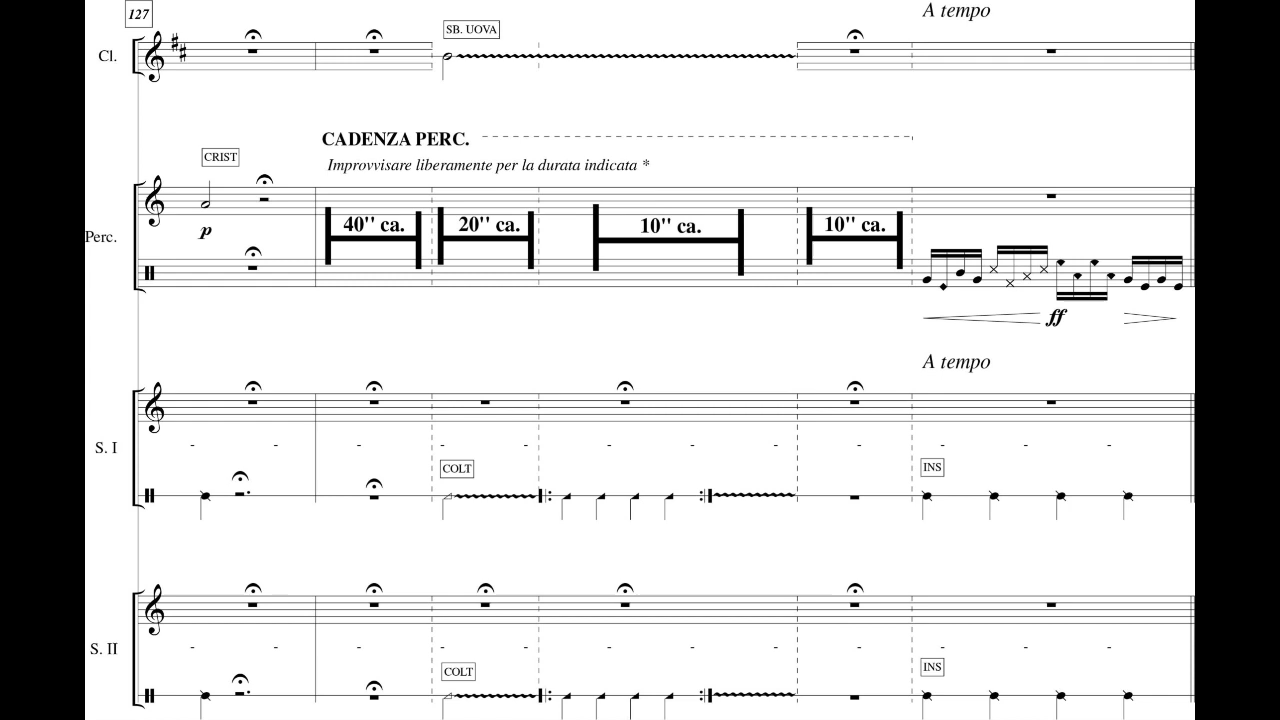 127
A tempo
Cl.
SB. UOVA
CADENZA PERC.
Improvvisare liberamente per la durata indicata *
CRIST
Perc.
p
40" ca.
20" ca.
10" ca.
10" ca.
ff
A tempo
S. I
COLT
INS
S. II
COLT
INS